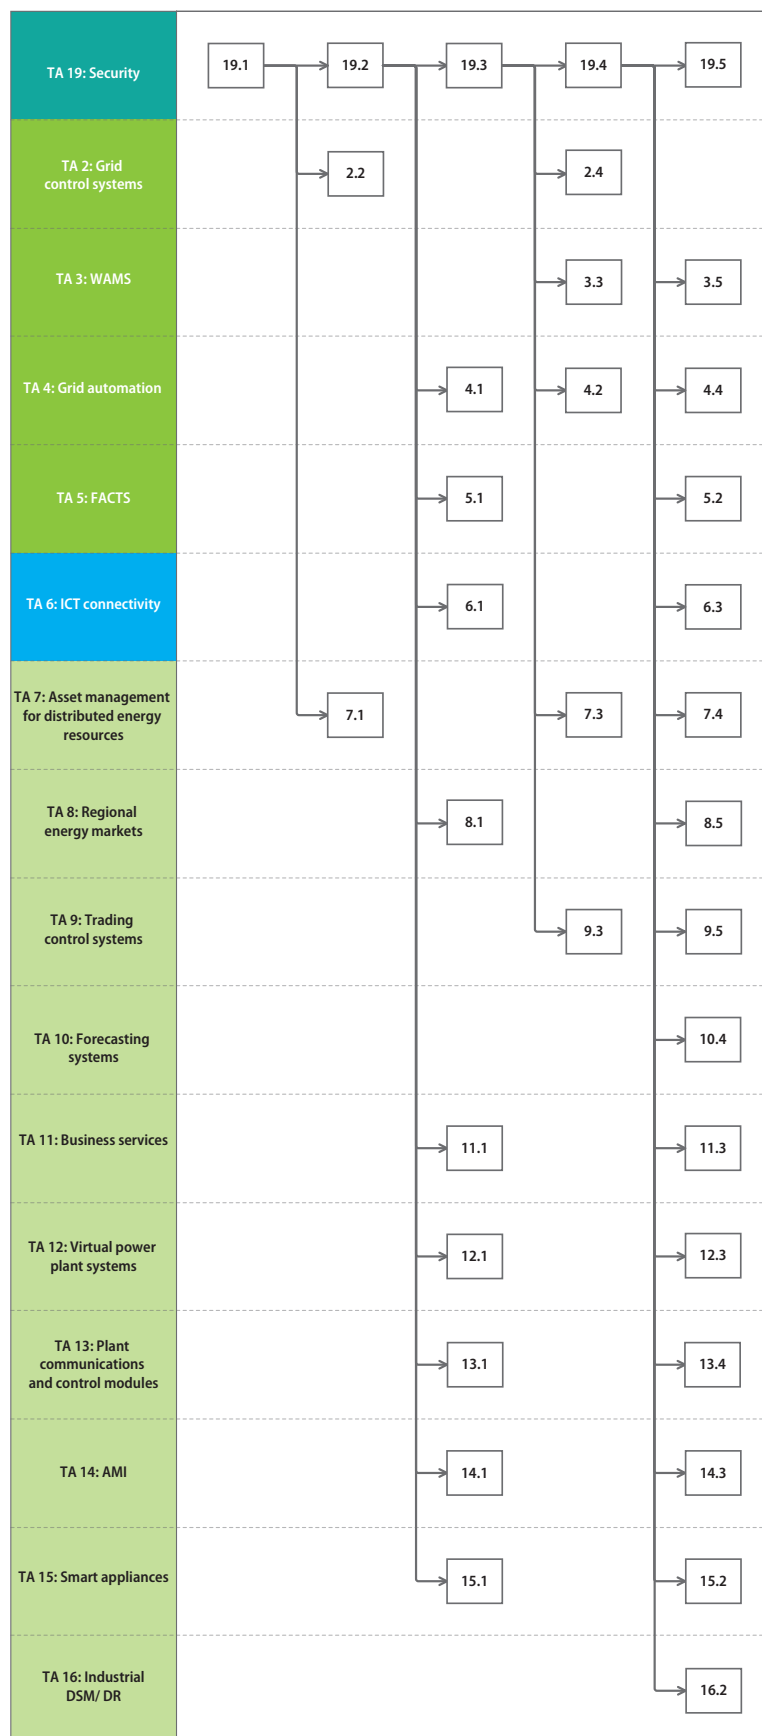 TA 19: Security
19.1
19.2
19.3
19.4
19.5
TA 2: Grid
control systems
2.2
2.4
TA 3: WAMS
3.3
3.5
TA 4: Grid automation
4.1
4.2
4.4
TA 5: FACTS
5.1
5.2
TA 6: ICT connectivity
6.1
6.3
TA 7: Asset management
for distributed energy
resources
7.1
7.3
7.4
TA 8: Regional
energy markets
8.1
8.5
TA 9: Trading
control systems
9.3
9.5
TA 10: Forecasting
systems
10.4
TA 11: Business services
11.1
11.3
TA 12: Virtual power
plant systems
12.1
12.3
TA 13: Plant
communications
and control modules
13.1
13.4
TA 14: AMI
14.1
14.3
TA 15: Smart appliances
15.1
15.2
TA 16: Industrial
DSM/ DR
16.2